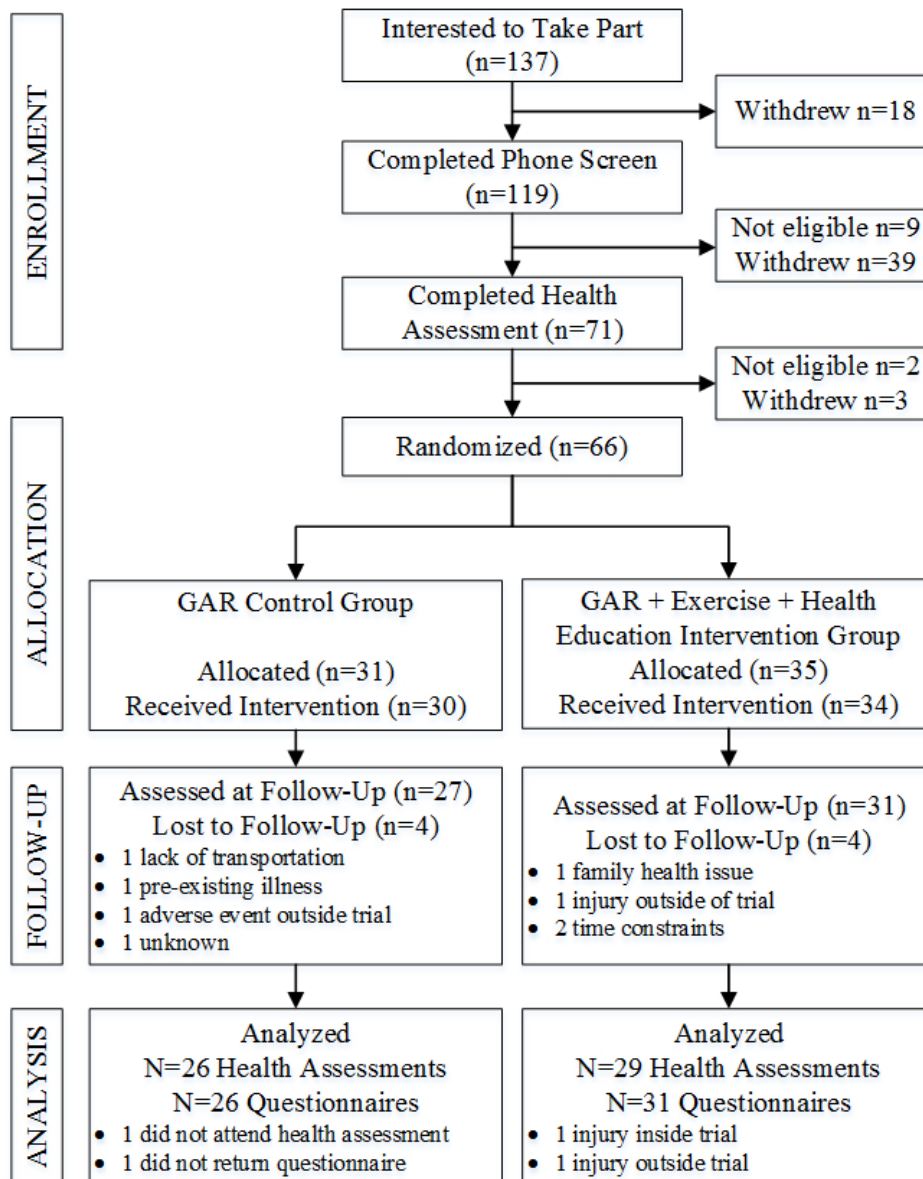 ENROLLMENT
Interested to Take Part
(n=137)
Withdrew n=18
Completed Phone Screen
(n=119)
Not eligible n=9
Withdrew n=39
Completed Health
Assessment (n=71)
Not eligible n=2
Withdrew n=3
ALLOCATION
Randomized (n=66)
GAR Control Group
Allocated (n=31)
Received Intervention (n=30)
GAR + Exercise + Health
Education Intervention Group
Allocated (n=35)
Received Intervention (n=34)
FOLLOW-UP
Assessed at Follow-Up (n=27)
Lost to Follow-Up (n=4)
• 1 lack of transportation
• 1 pre-existing illness
• 1 adverse event outside trial
• 1 unknown
Assessed at Follow-Up (n=31)
Lost to Follow-Up (n=4)
• 1 family health issue
• 1 injury outside of trial
• 2 time constraints
ANALYSIS
Analyzed
N=26 Health Assessments
N=26 Questionnaires
• 1 did not attend health assessment
• 1 did not return questionnaire
Analyzed
N=29 Health Assessments
N=31 Questionnaires
• 1 injury inside trial
• 1 injury outside trial